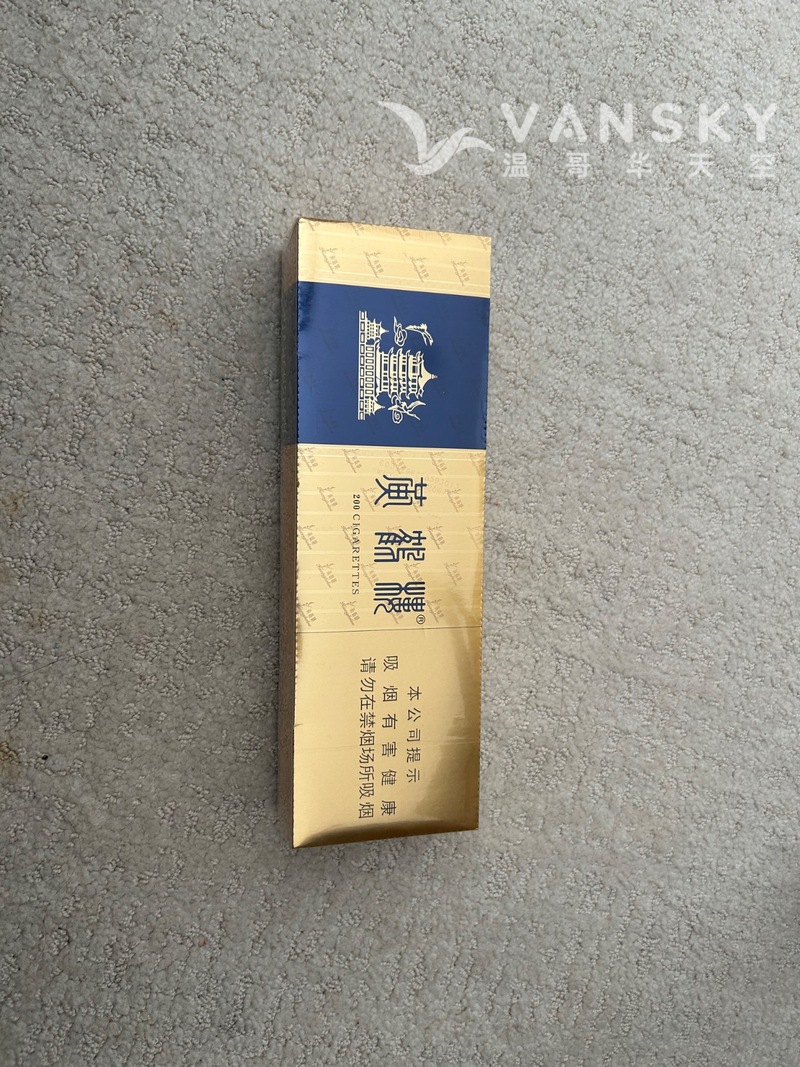 VANSKY
温哥华天空
黄鹤楼®
200 CIGARETTES
本公司提示
吸烟有害健康
请勿在禁烟场所吸烟